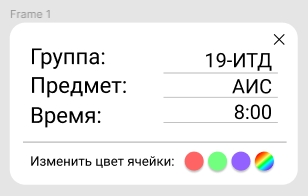 Frame 1
Группа: 19-ИТД
Предмет: АИС
Время: 8:00
Изменить цвет ячейки: